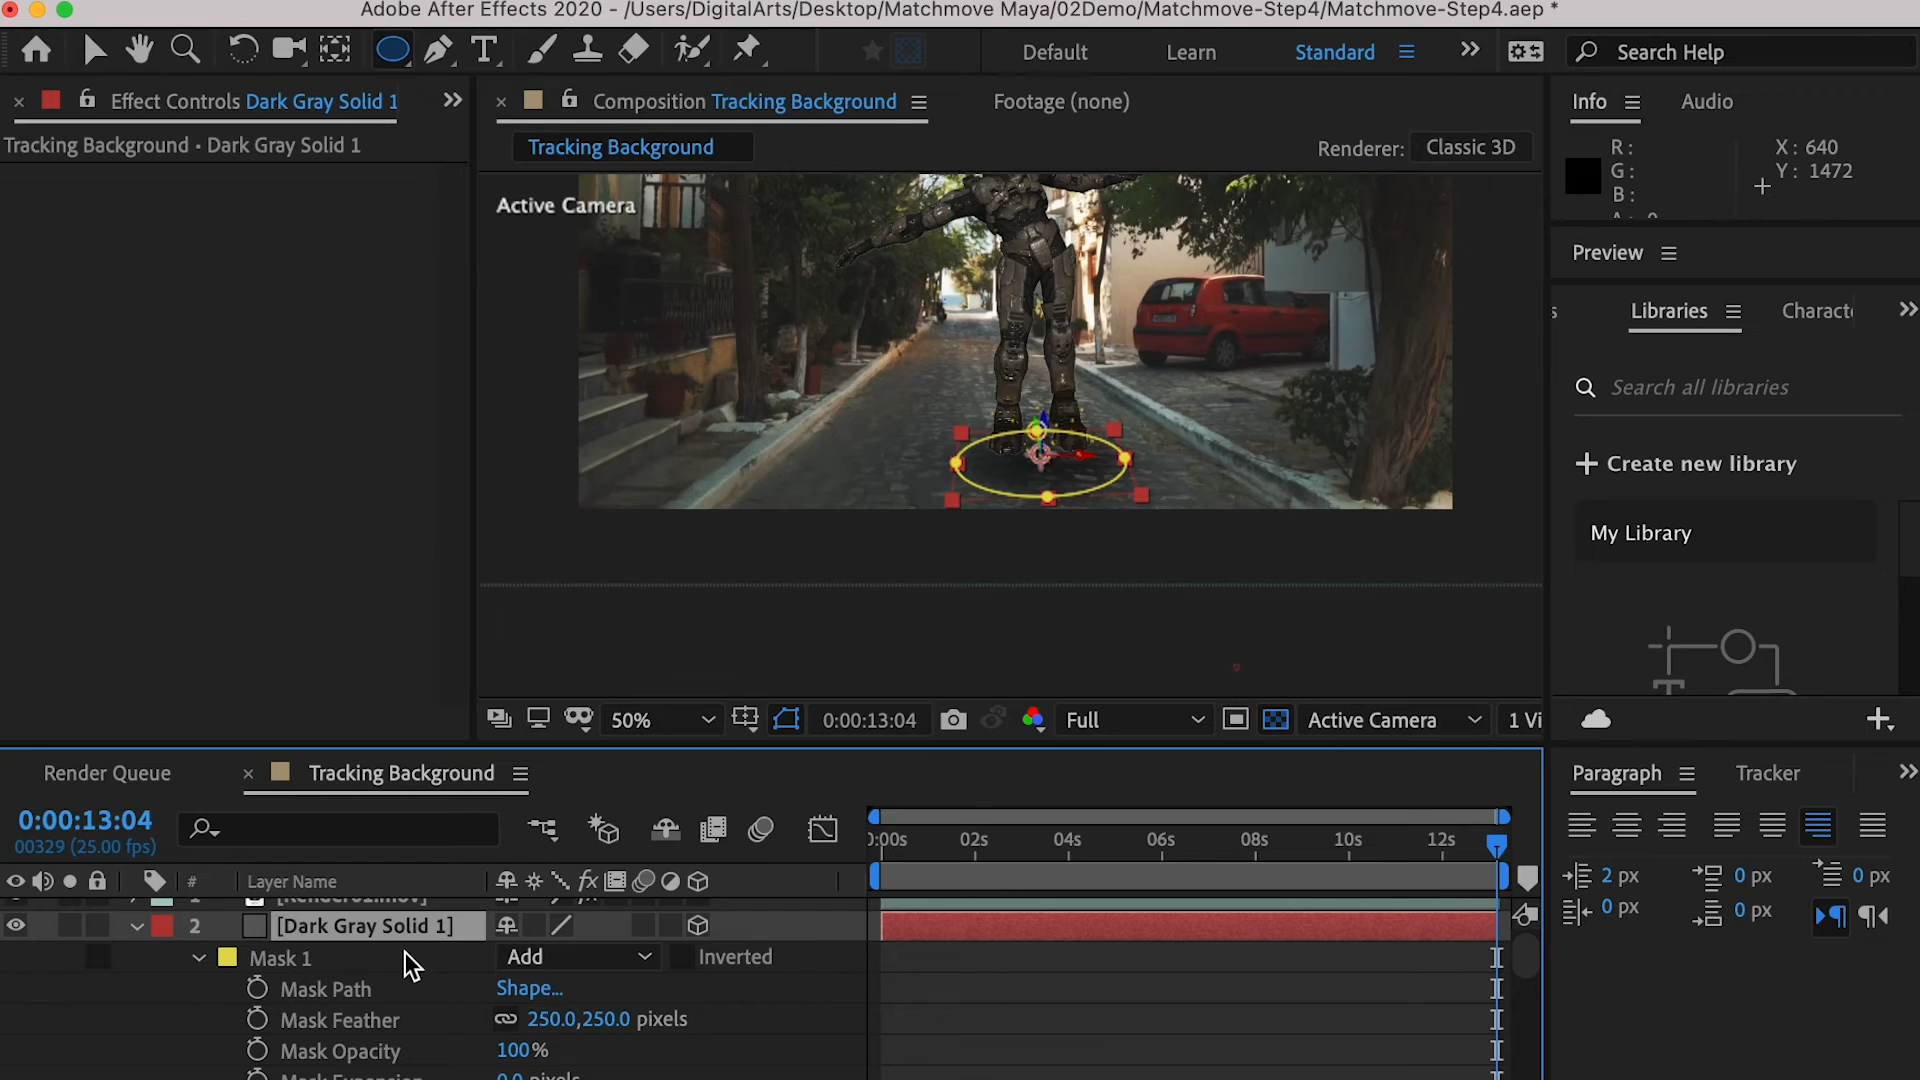 Adobe After Effects 2020 - /Users/DigitalArts/Desktop/Matchmove Maya/02Demo/Matchmove-Step4/Matchmove-Step4.aep *
Default Learn Standard Search Help
Effect Controls Dark Gray Solid 1
Tracking Background • Dark Gray Solid 1
Composition Tracking Background Footage (none)
Tracking Background Renderer: Classic 3D
Active Camera
Info Audio
R: X: 640
G: Y: 1472
B:
A: 0
Preview
Libraries Characte
Search all libraries
Create new library
My Library
50% 0:00:13:04 Full Active Camera 1 Vi
Render Queue Tracking Background
0:00:13:04
00329 (25.00 fps)
0:00s 02s 04s 06s 08s 10s 12s
# Layer Name fx
1 [Render01.mov]
2 [Dark Gray Solid 1]
Mask 1 Add Inverted
Mask Path Shape...
Mask Feather 250.0,250.0 pixels
Mask Opacity 100%
Mask Expansion 0.0 pixels
Paragraph Tracker
2 px 0 px 0 px
0 px 0 px